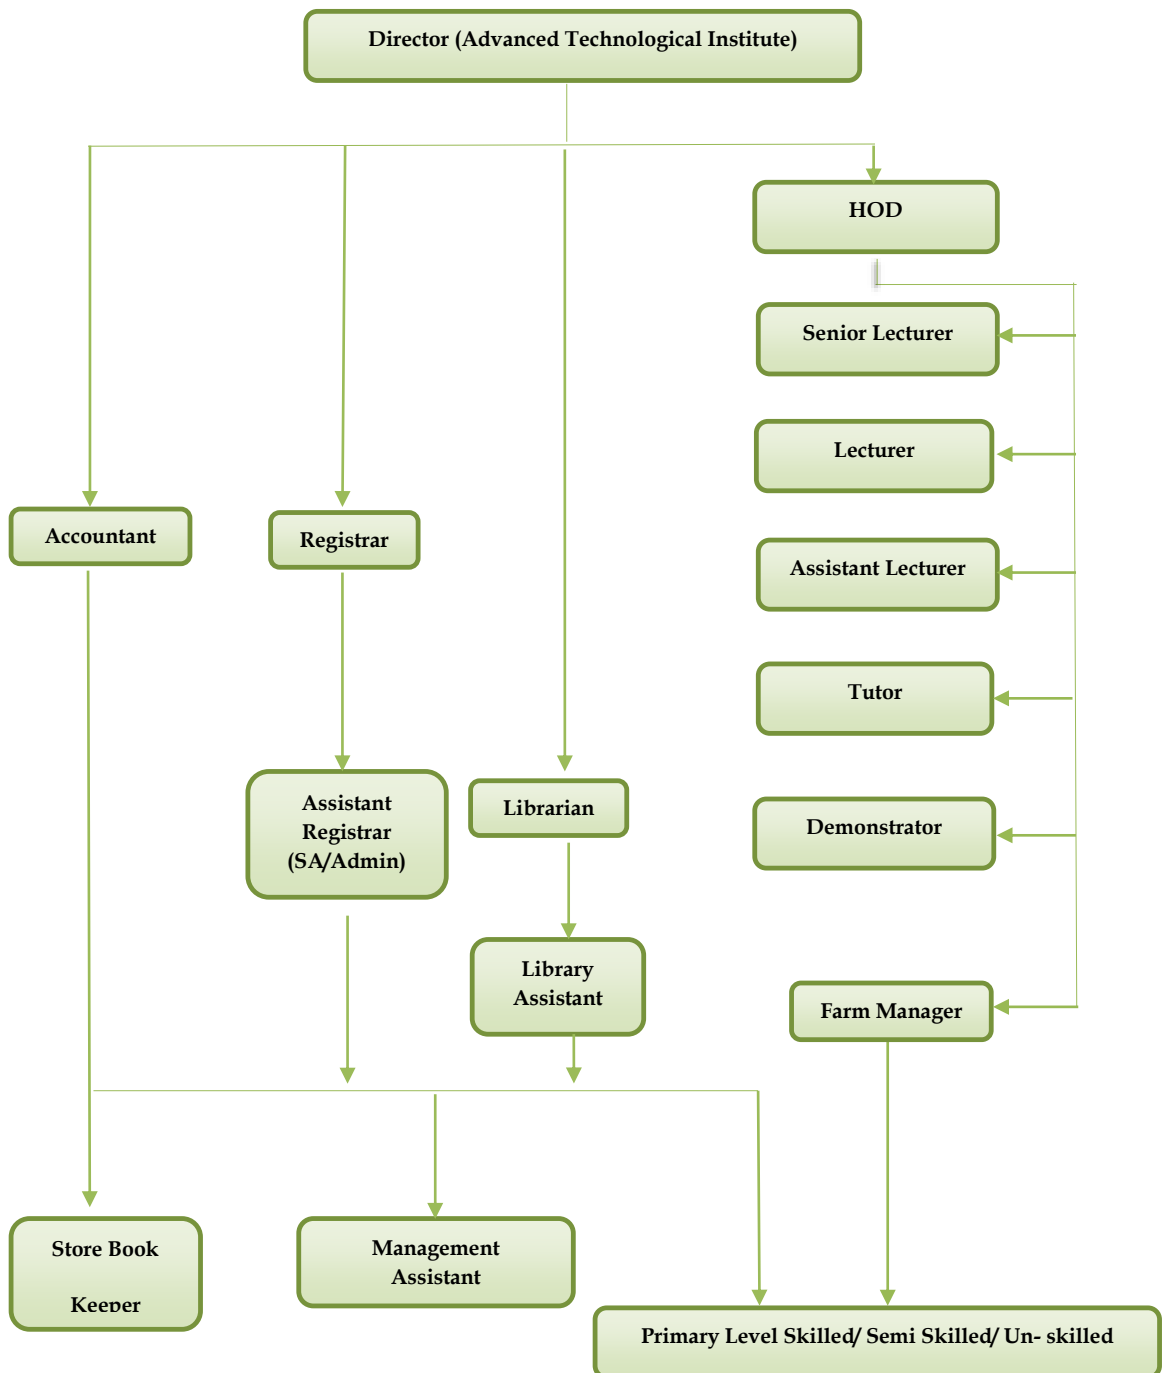 Director (Advanced Technological Institute)
HOD
Senior Lecturer
Lecturer
Accountant
Registrar
Assistant Lecturer
Tutor
Assistant
Registrar
(SA/Admin)
Librarian
Demonstrator
Library
Assistant
Farm Manager
Store Book
Keeper
Management
Assistant
Primary Level Skilled/ Semi Skilled/ Un- skilled